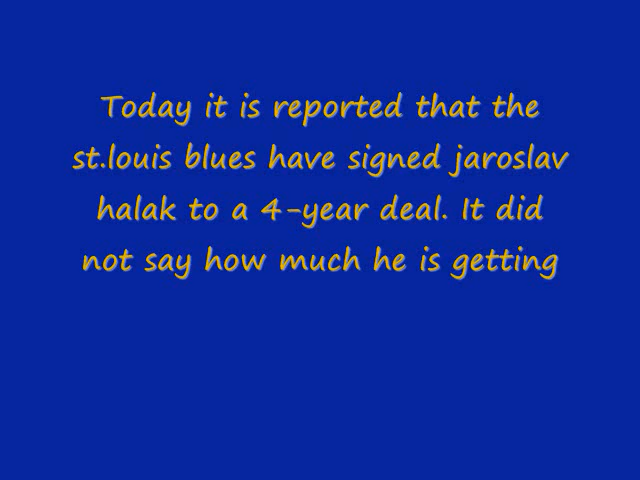 Today it is reported that the
st.louis blues have signed jaroslav
halak to a 4-year deal. It did
not say how much he is getting